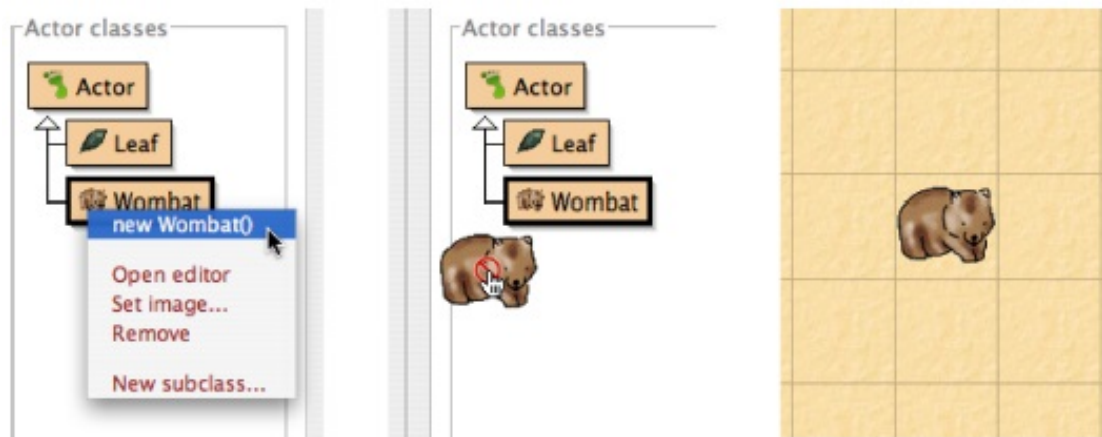 Actor classes
Actor
Leaf
Wombat
new Wombat()
Open editor
Set image...
Remove
New subclass...
Actor classes
Actor
Leaf
Wombat